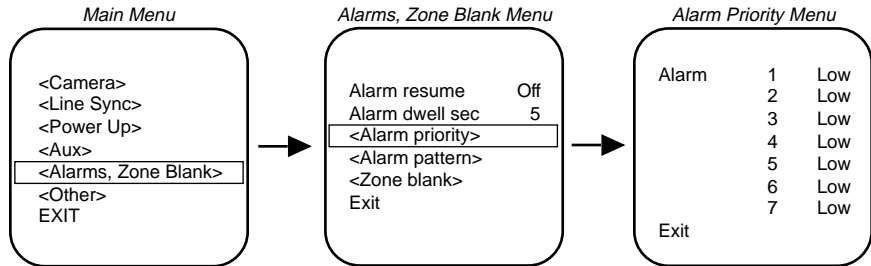 Main Menu
<Camera>
<Line Sync>
<Power Up>
<Aux>
<Alarms, Zone Blank>
<Other>
EXIT
Alarms, Zone Blank Menu
Alarm resume Off
Alarm dwell sec 5
<Alarm priority>
<Alarm pattern>
<Zone blank>
Exit
Alarm Priority Menu
Alarm 1 Low
2 Low
3 Low
4 Low
5 Low
6 Low
7 Low
Exit